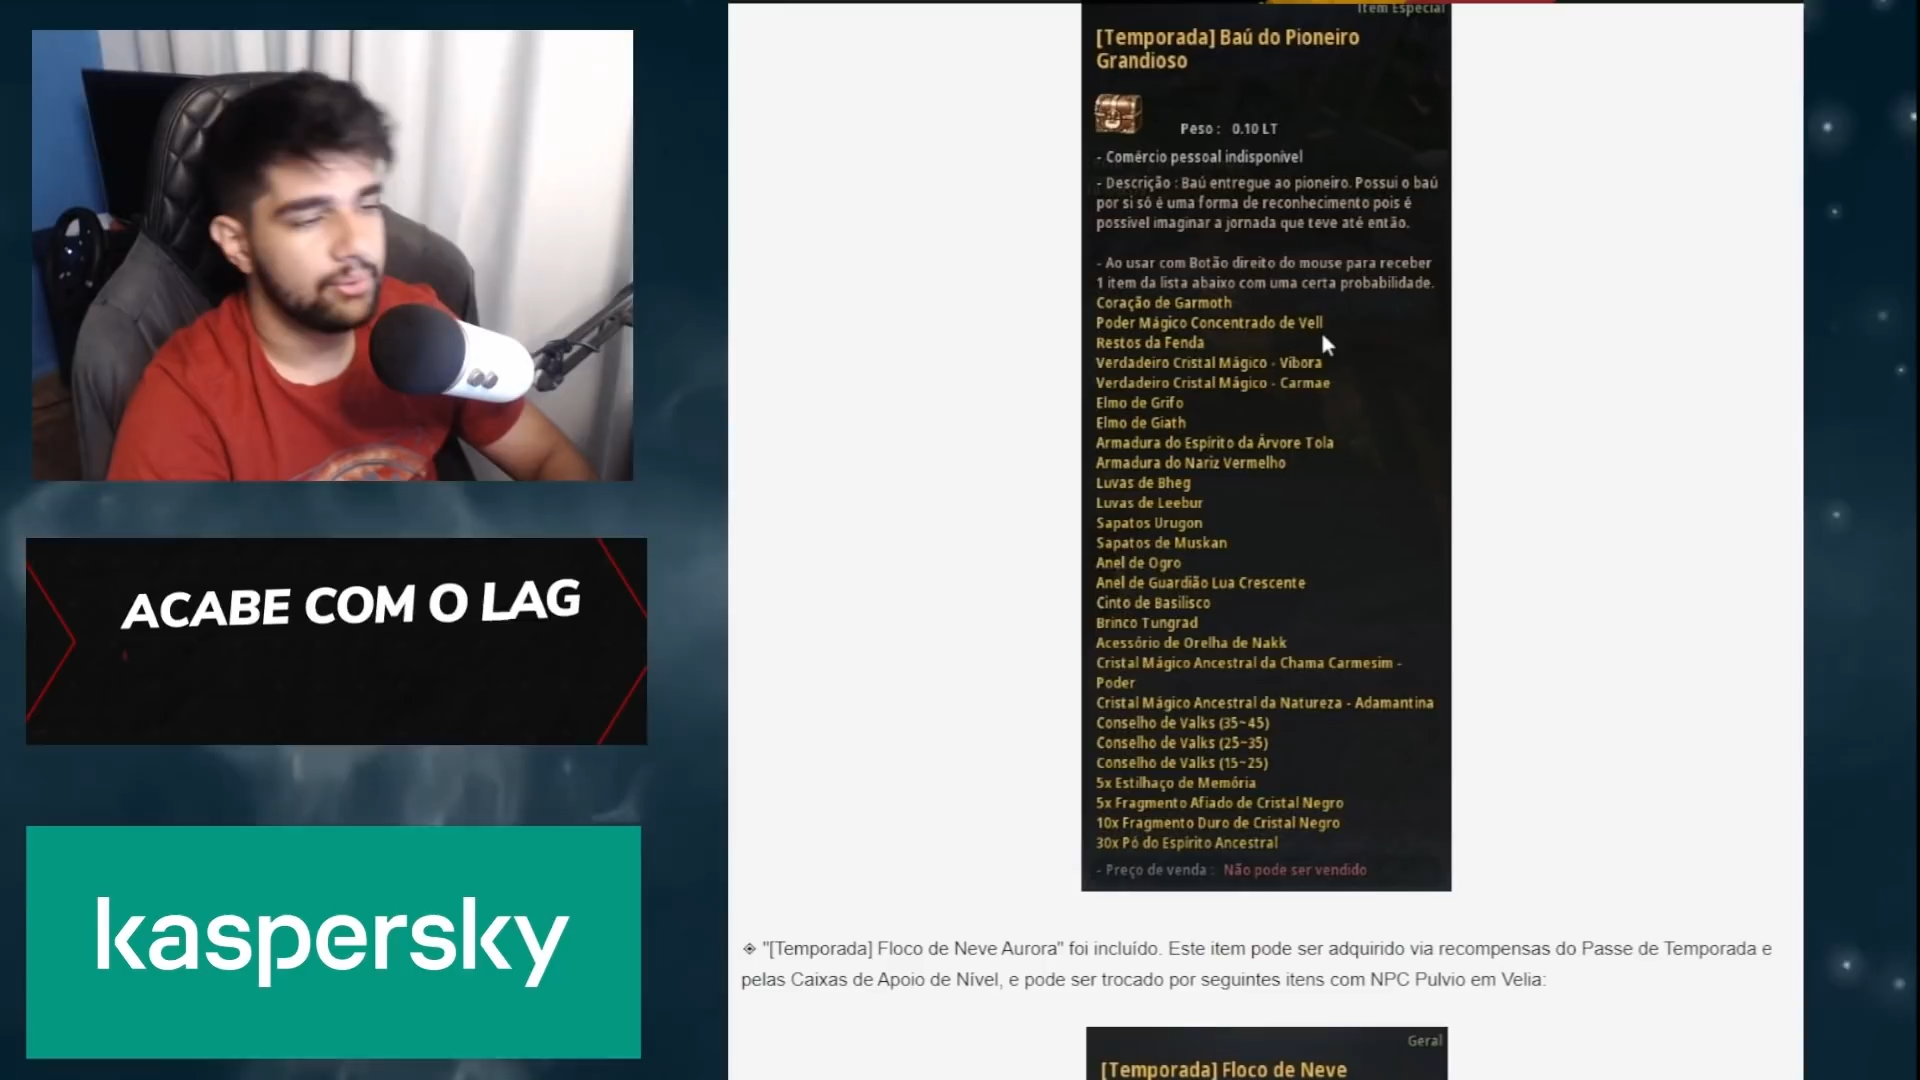 Item Especial
[Temporada] Baú do Pioneiro
Grandioso
Peso : 0.10 LT
- Comércio pessoal indisponível
- Descrição : Baú entregue ao pioneiro. Possui o baú
por si só é uma forma de reconhecimento pois é
possível imaginar a jornada que teve até então.
- Ao usar com Botão direito do mouse para receber
1 item da lista abaixo com uma certa probabilidade.
Coração de Garmoth
Poder Mágico Concentrado de Vell
Restos da Fenda
Verdadeiro Cristal Mágico - Víbora
Verdadeiro Cristal Mágico - Carmae
Elmo de Grifo
Elmo de Giath
Armadura do Espírito da Árvore Tola
Armadura do Nariz Vermelho
Luvas de Bheg
Luvas de Leebur
Sapatos Urugon
Sapatos de Muskan
Anel de Ogro
Anel de Guardião Lua Crescente
Cinto de Basilisco
Brinco Tungrad
Acessório de Orelha de Nakk
Cristal Mágico Ancestral da Chama Carmesim -
Poder
Cristal Mágico Ancestral da Natureza - Adamantina
Conselho de Valks (35~45)
Conselho de Valks (25~35)
Conselho de Valks (15~25)
5x Estilhaço de Memória
5x Fragmento Afiado de Cristal Negro
10x Fragmento Duro de Cristal Negro
30x Pó do Espírito Ancestral
- Preço de venda : Não pode ser vendido
◈ "[Temporada] Floco de Neve Aurora" foi incluído. Este item pode ser adquirido via recompensas do Passe de Temporada e
pelas Caixas de Apoio de Nível, e pode ser trocado por seguintes itens com NPC Pulvio em Velia:
Geral
[Temporada] Floco de Neve
ACABE COM O LAG
kaspersky